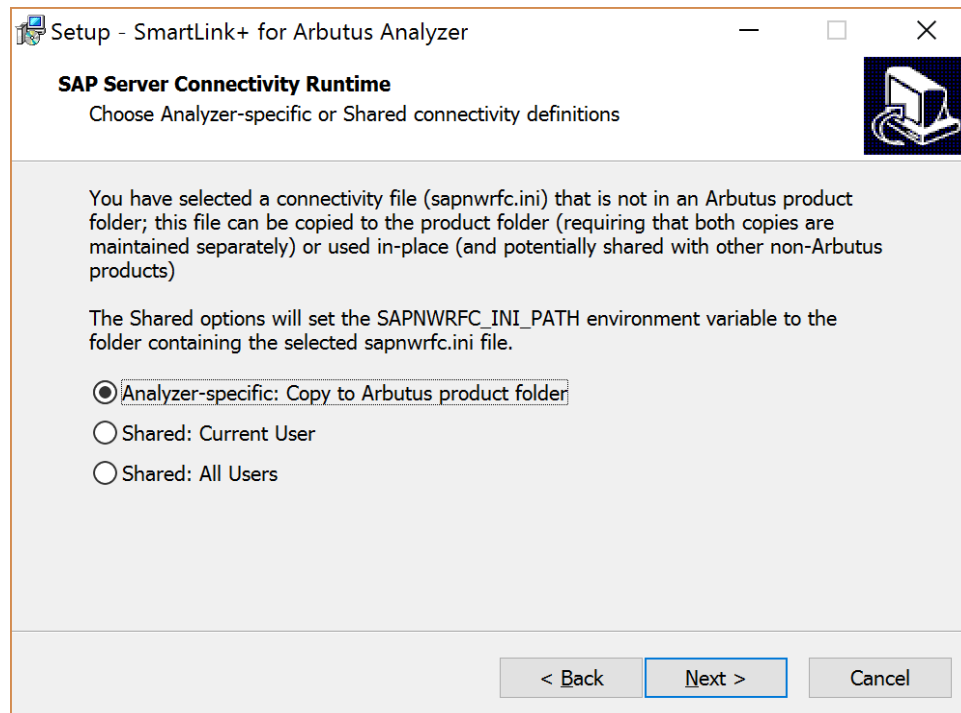 Setup - SmartLink+ for Arbutus Analyzer
SAP Server Connectivity Runtime
Choose Analyzer-specific or Shared connectivity definitions
You have selected a connectivity file (sapnwrfc.ini) that is not in an Arbutus product
folder; this file can be copied to the product folder (requiring that both copies are
maintained separately) or used in-place (and potentially shared with other non-Arbutus
products)
The Shared options will set the SAPNWRFC_INI_PATH environment variable to the
folder containing the selected sapnwrfc.ini file.
Analyzer-specific: Copy to Arbutus product folder
Shared: Current User
Shared: All Users
< Back Next > Cancel